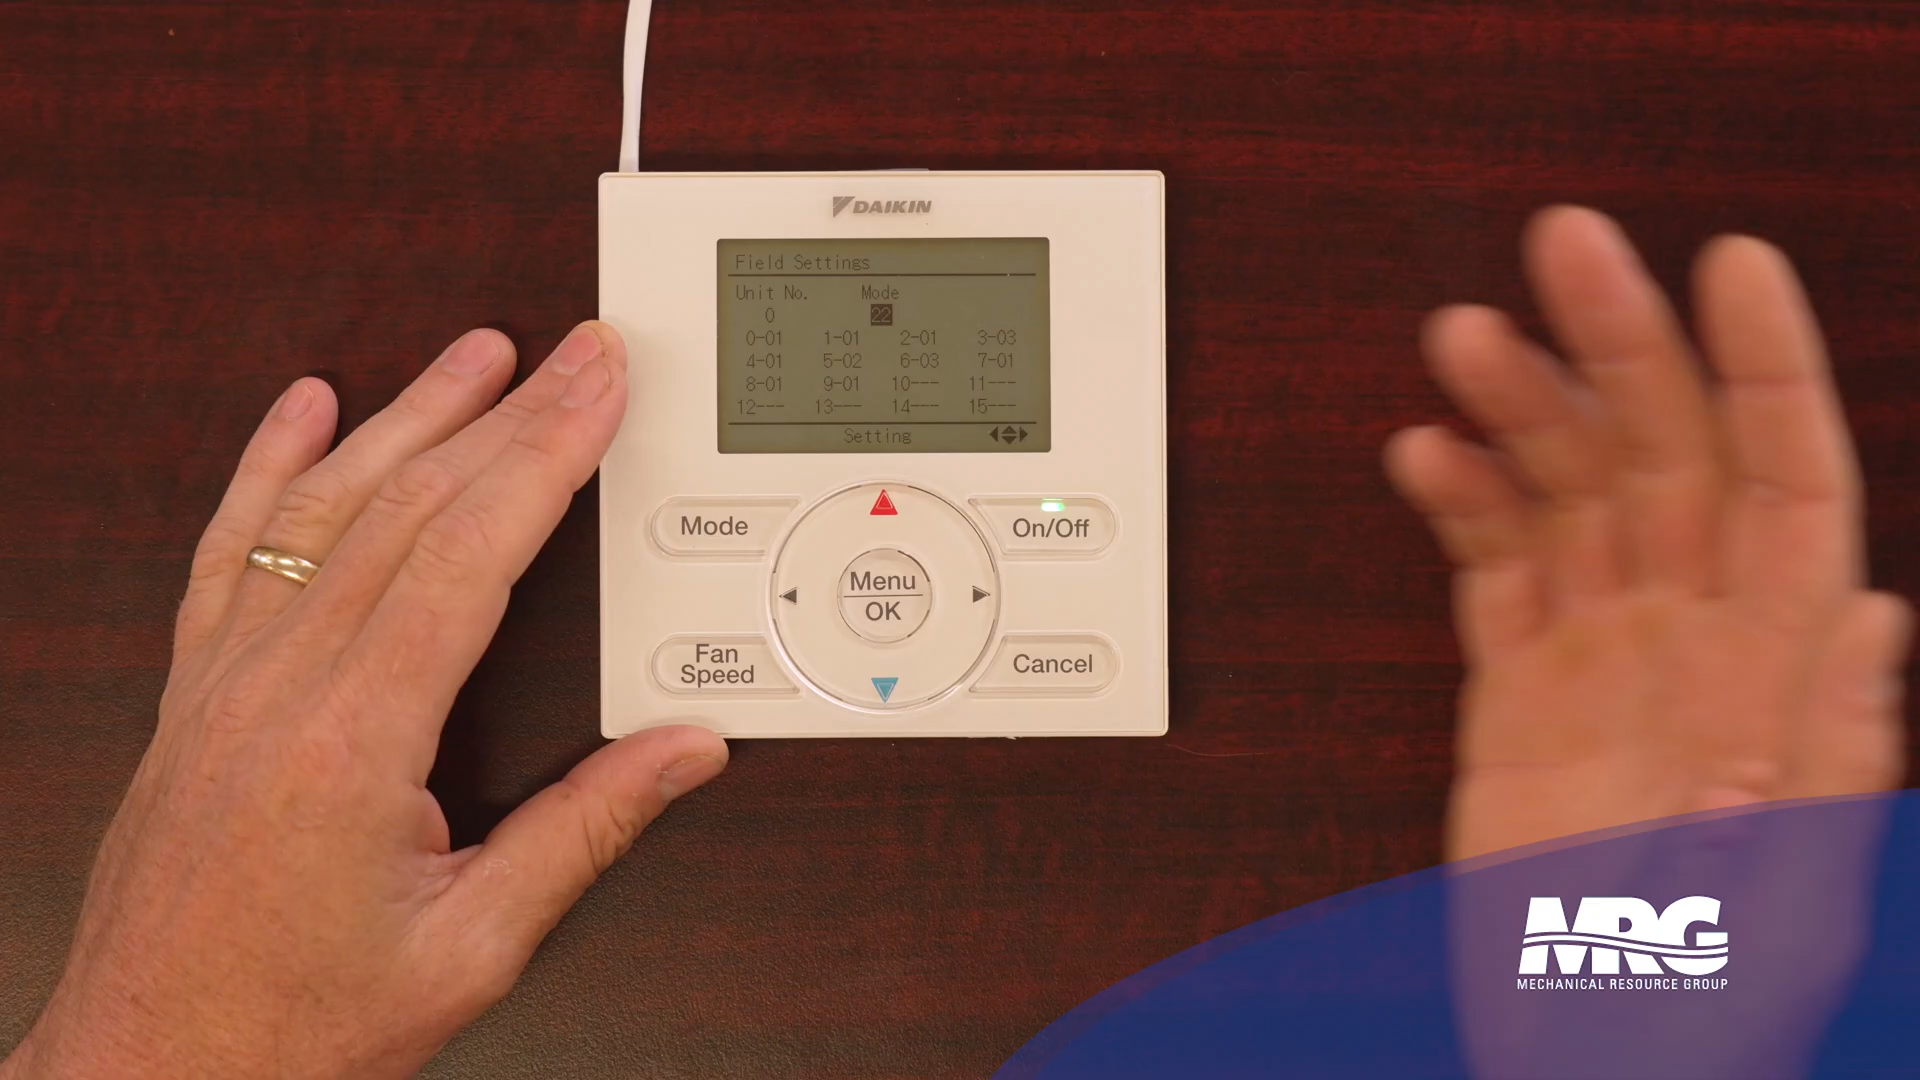 DAIKIN
Field Settings
Unit No. Mode
0 22
0-01 1-01 2-01 3-03
4-01 5-02 6-03 7-01
8-01 9-01 10--- 11---
12--- 13--- 14--- 15---
Setting
Mode
On/Off
Menu
OK
Fan
Speed
Cancel
MRG
MECHANICAL RESOURCE GROUP